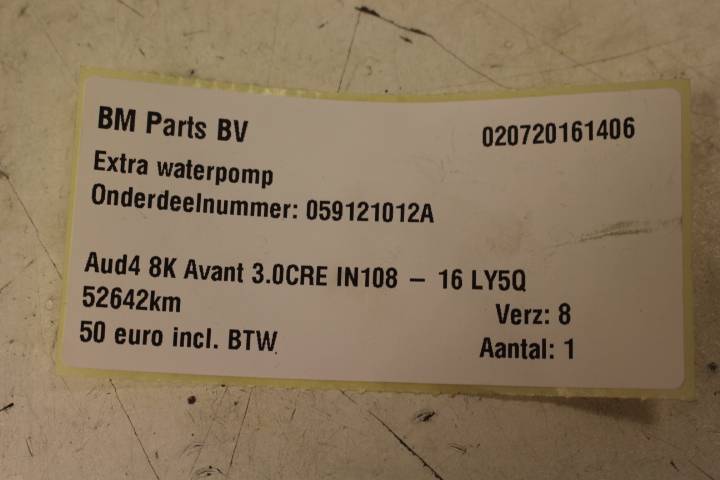 BM Parts BV 020720161406
Extra waterpomp
Onderdeelnummer: 059121012A
Aud4 8K Avant 3.0CRE IN108 – 16 LY5Q
52642km Verz: 8
50 euro incl. BTW. Aantal: 1